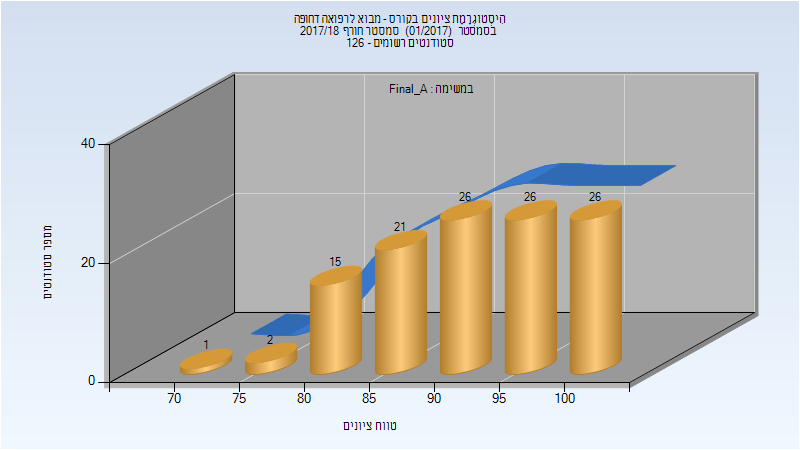 היסטוגרמת ציונים בקורס - מבוא לרפואה דחופה
בסמסטר (01/2017) סמסטר חורף 2017/18
סטודנטים רשומים - 126
במשימה : Final_A
מספר סטודנטים
40
20
0
1
2
15
21
26
26
26
70
75
80
85
90
95
100
טווח ציונים